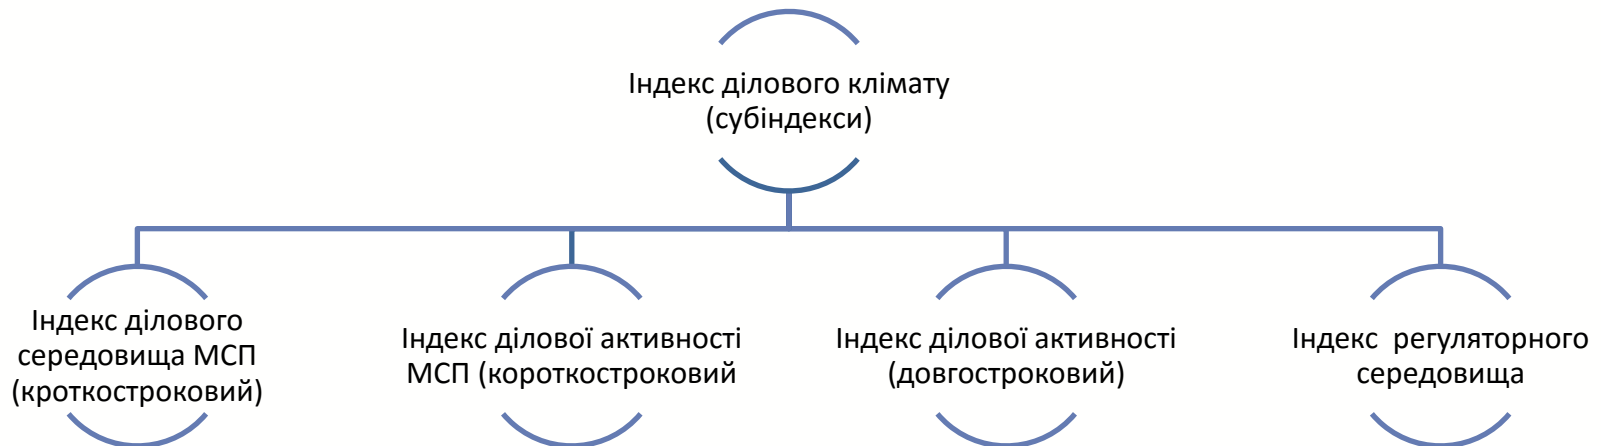 Індекс ділового клімату
(субіндекси)
Індекс ділового
середовища МСП
(кроткостроковий)
Індекс ділової активності
МСП (короткостроковий
Індекс ділової активності
(довгостроковий)
Індекс  регуляторного
середовища